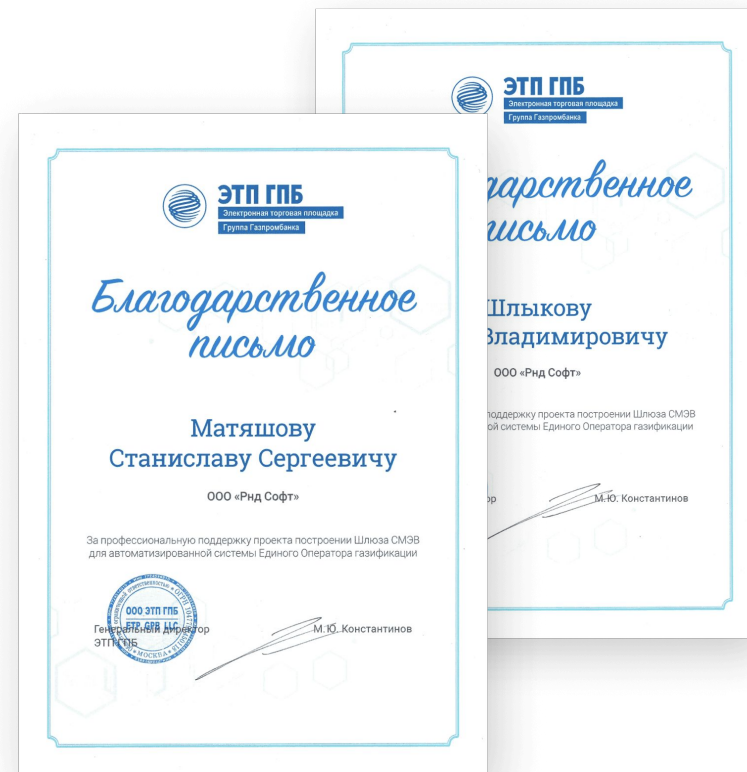 ЭТП ГПБ
Электронная торговая площадка
Группа Газпромбанка
Благодарственное
письмо
Матяшову
Станиславу Сергеевичу
ООО «Рнд Софт»
За профессиональную поддержку проекта построении Шлюза СМЭВ
для автоматизированной системы Единого Оператора газификации
ООО ЭТП ГПБ
ETP GPB LLC
МОСКВА
Генеральный директор
ЭТП ГПБ
М.Ю. Константинов
ЭТП ГПБ
Электронная торговая площадка
Группа Газпромбанка
дарственное
письмо
Шлыкову
Владимировичу
ООО «Рнд Софт»
поддержку проекта построении Шлюза СМЭВ
ой системы Единого Оператора газификации
ор
М.Ю. Константинов